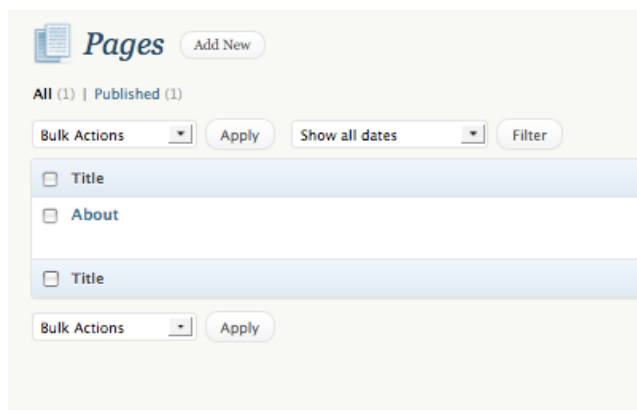 Pages Add New
All (1) | Published (1)
Bulk Actions Apply Show all dates Filter
Title
About
Title
Bulk Actions Apply